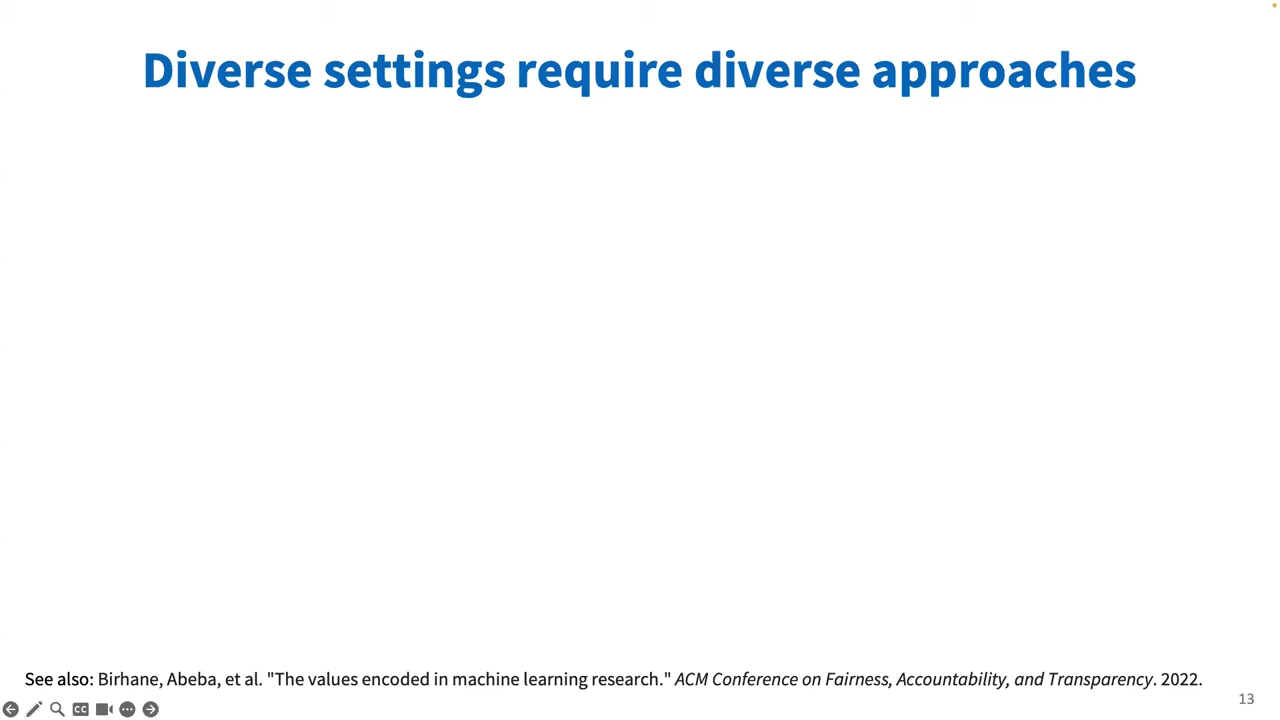 Diverse settings require diverse approaches
See also: Birhane, Abeba, et al. "The values encoded in machine learning research." ACM Conference on Fairness, Accountability, and Transparency. 2022.
13
CC